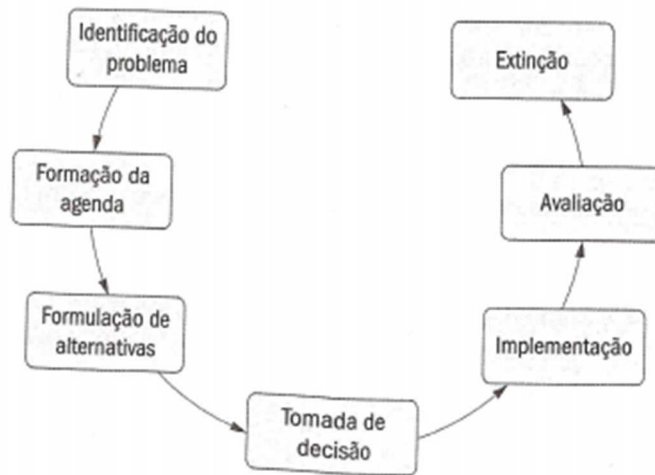 Identificação do
problema
Formação da
agenda
Formulação de
alternativas
Tomada de
decisão
Implementação
Avaliação
Extinção